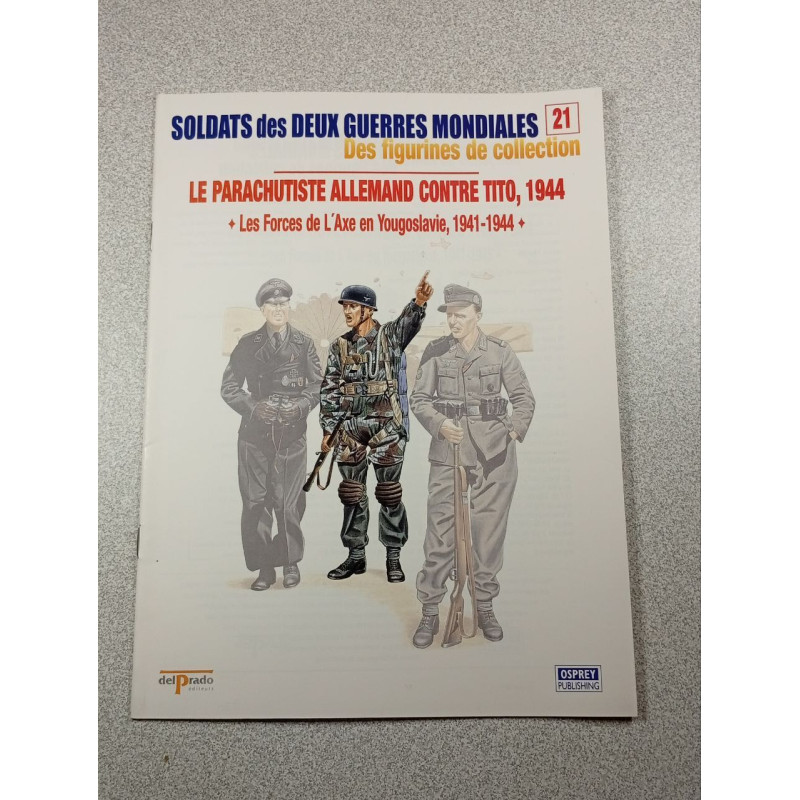 SOLDATS des DEUX GUERRES MONDIALES 21
Des figurines de collection
LE PARACHUTISTE ALLEMAND CONTRE TITO, 1944
✦ Les Forces de L'Axe en Yougoslavie, 1941-1944 ✦
delPrado
éditeurs
OSPREY
PUBLISHING